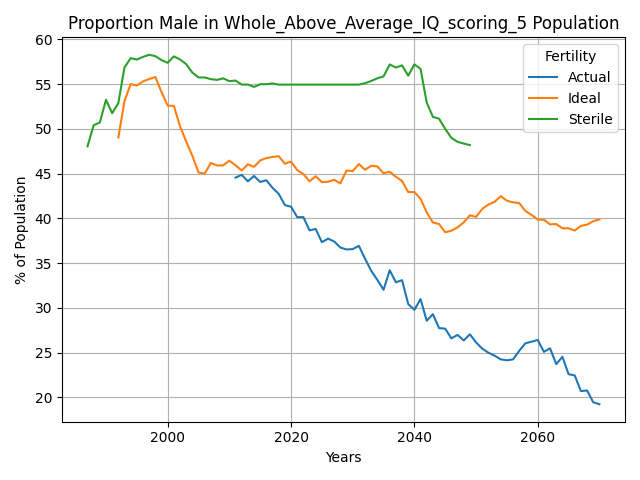 Proportion Male in Whole_Above_Average_IQ_scoring_5 Population
60
55
50
45
40
35
30
25
20
% of Population
Fertility
Actual
Ideal
Sterile
2000
2020
2040
2060
Years